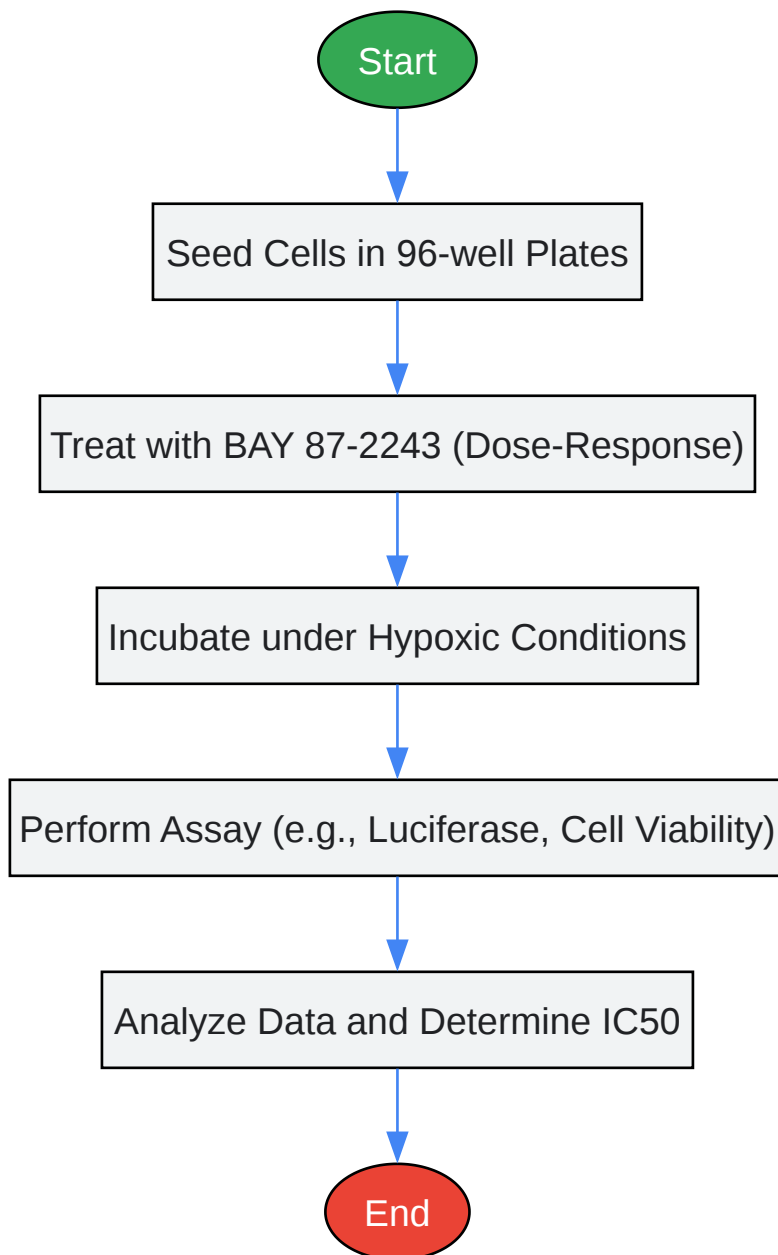 Start
Seed Cells in 96-well Plates
Treat with BAY 87-2243 (Dose-Response)
Incubate under Hypoxic Conditions
Perform Assay (e.g., Luciferase, Cell Viability)
Analyze Data and Determine IC50
End